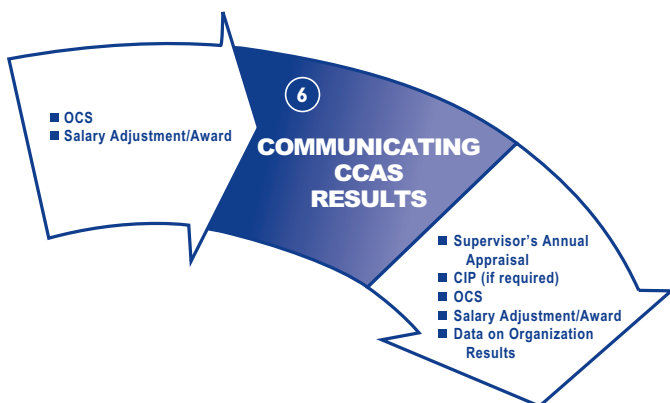 ■ OCS
■ Salary Adjustment/Award
6
COMMUNICATING
CCAS
RESULTS
■ Supervisor’s Annual
Appraisal
■ CIP (if required)
■ OCS
■ Salary Adjustment/Award
■ Data on Organization
Results